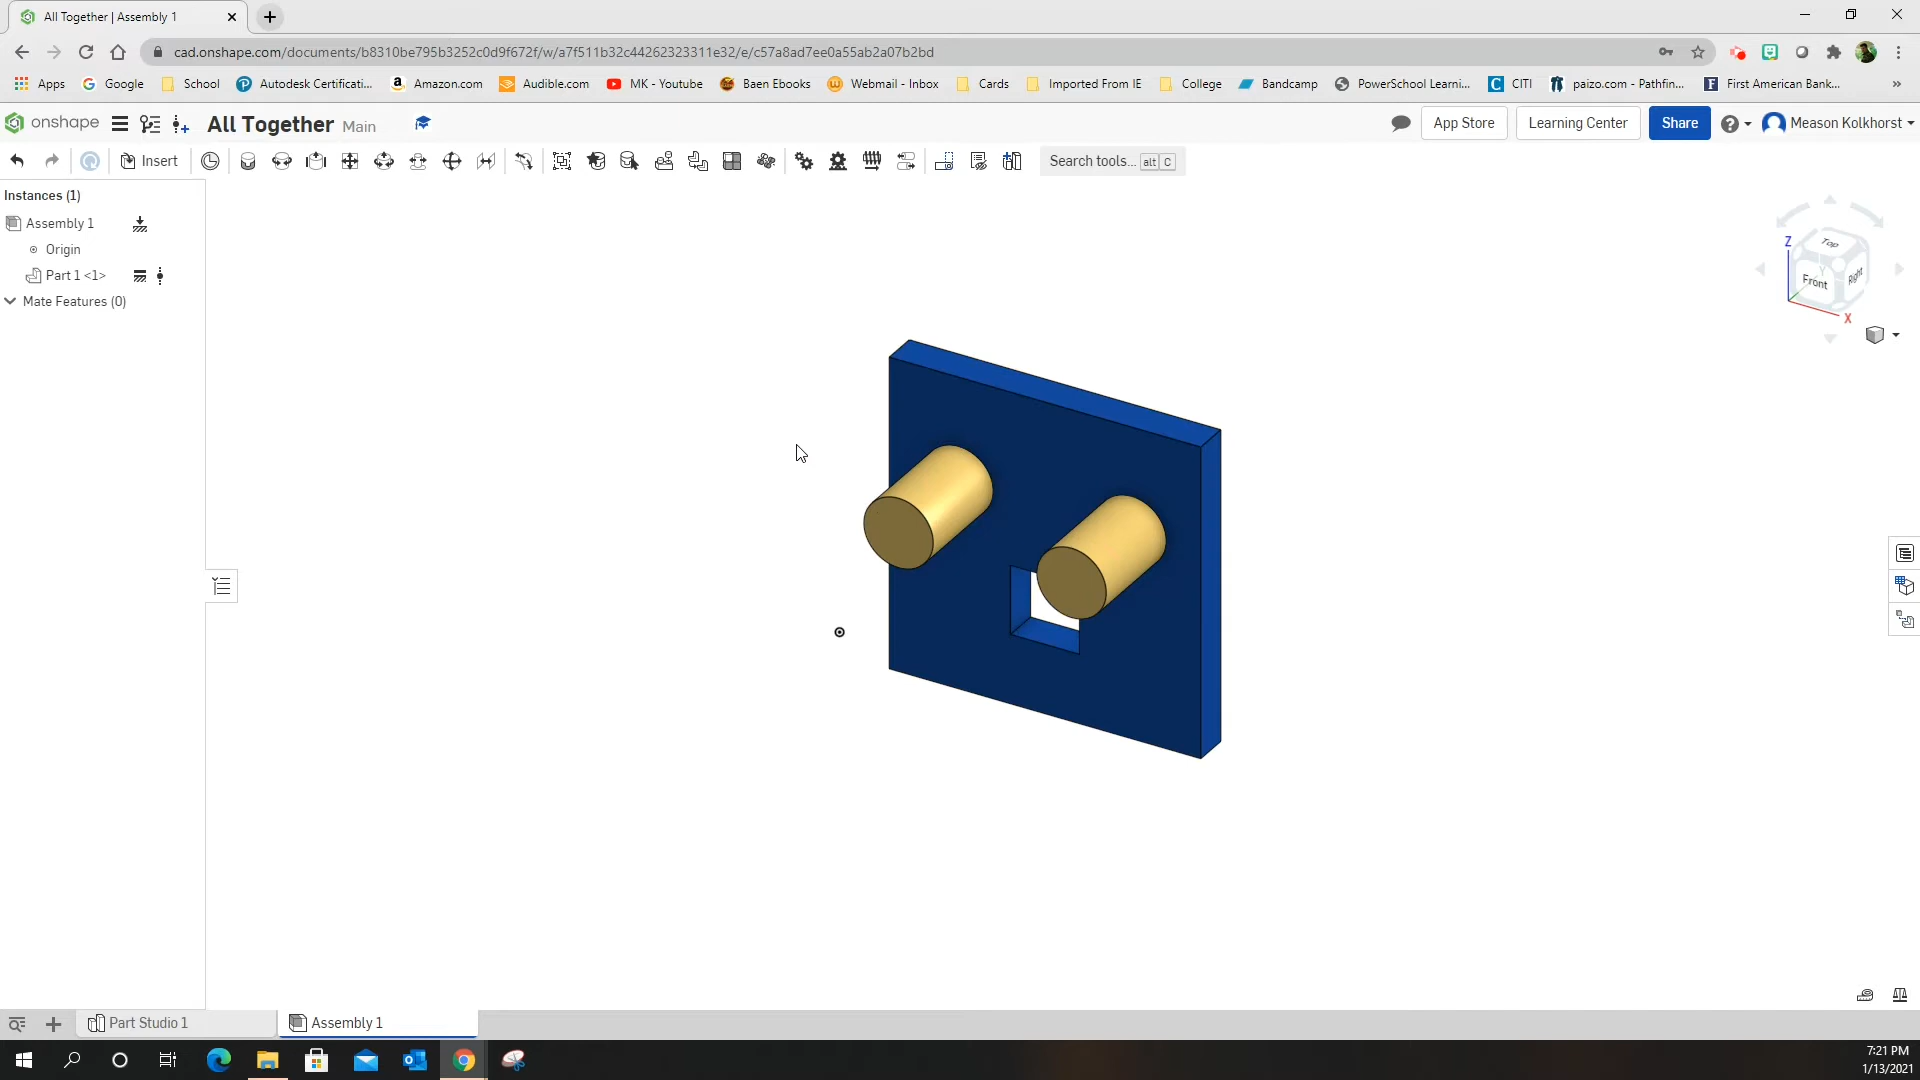 All Together | Assembly 1
cad.onshape.com/documents/b8310be795b3252c0d9f672f/w/a7f511b32c44262323311e32/e/c57a8ad7ee0a55ab2a07b2bd
Apps Google School Autodesk Certificati... Amazon.com Audible.com MK - Youtube Baen Ebooks Webmail - Inbox Cards Imported From IE College Bandcamp PowerSchool Learni... CITI paizo.com - Pathfin... First American Bank... »
onshape All Together Main App Store Learning Center Share Meason Kolkhorst
Insert Search tools... alt C
Instances (1)
Assembly 1
Origin
Part 1 <1>
Mate Features (0)
Z Top
Front Right Y
X
Part Studio 1 Assembly 1
7:21 PM
1/13/2021